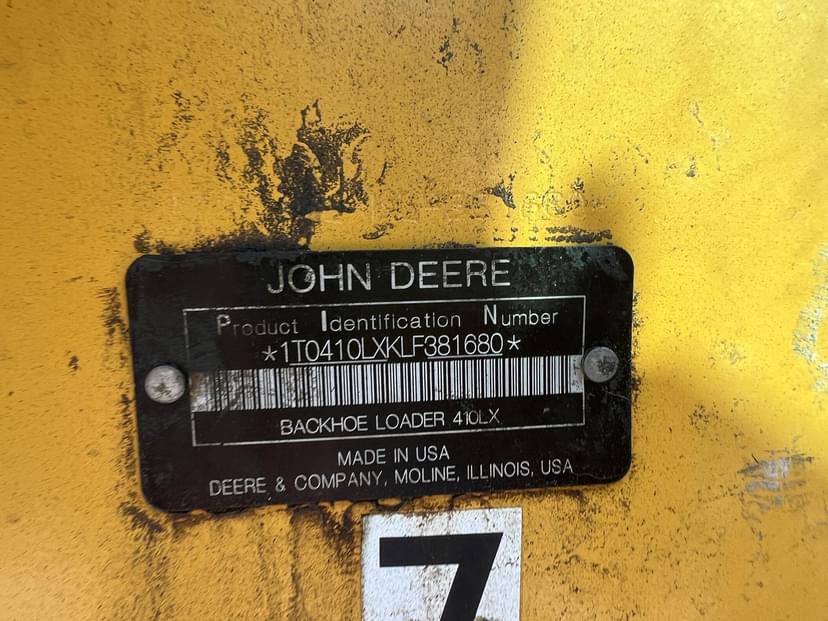 JOHN DEERE
Product Identification Number
*1T0410LXKLF381680*
BACKHOE LOADER 410LX
MADE IN USA
DEERE & COMPANY, MOLINE, ILLINOIS, USA
7